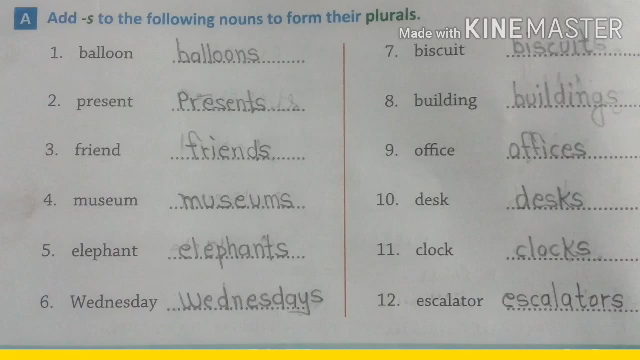 A Add -s to the following nouns to form their plurals.
Made with KINEMASTER
1. balloon balloons
2. present Presents
3. friend friends
4. museum museums
5. elephant elephants
6. Wednesday Wednesdays
7. biscuit biscuits
8. building buildings
9. office offices
10. desk desks
11. clock clocks
12. escalator escalators